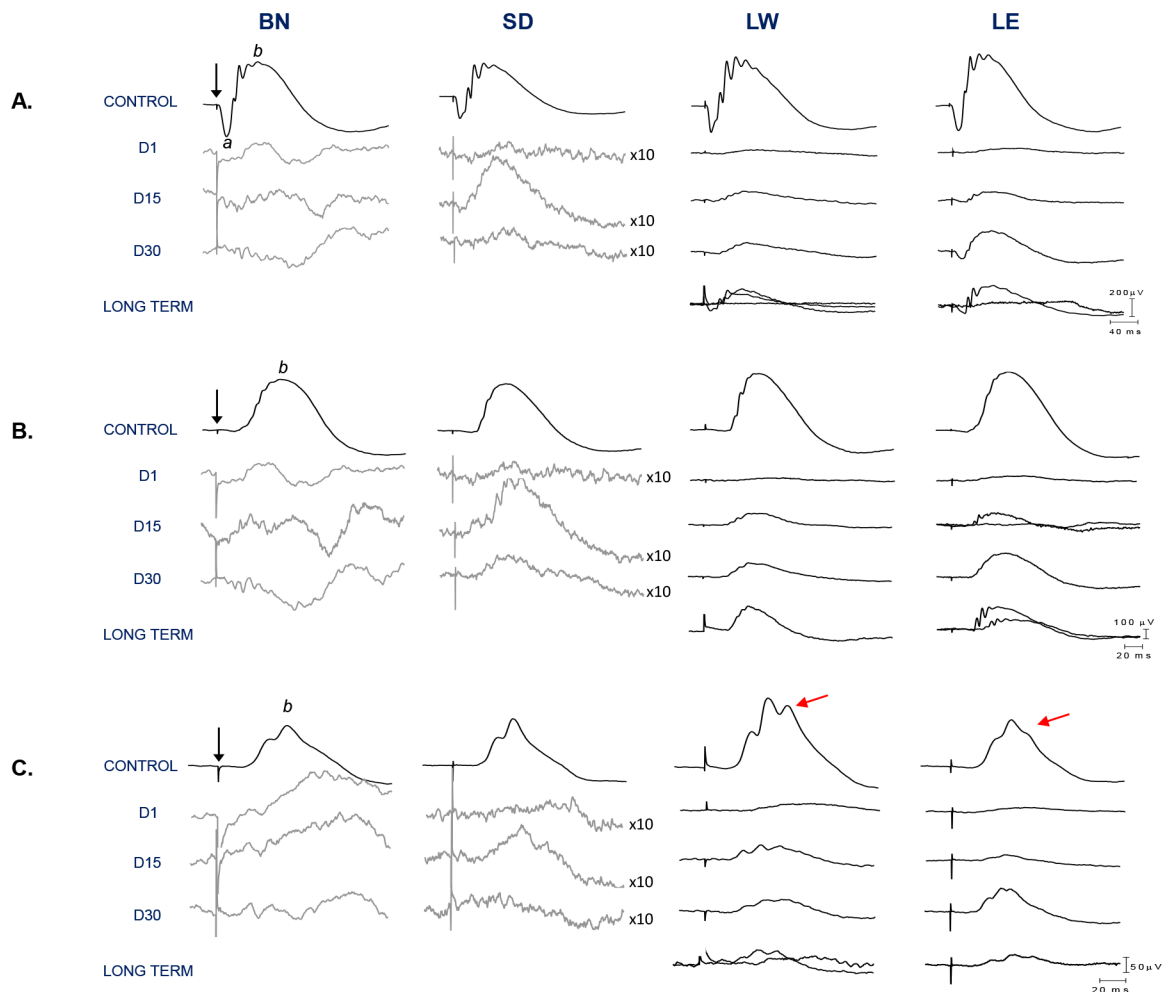 BN SD LW LE
b
A. CONTROL
a
D1 x10
D15
x10
D30 x10
LONG TERM
200µV
40 ms
b
B. CONTROL
D1 x10
D15
x10
D30 x10
LONG TERM
100 µV
20 ms
b
C. CONTROL
D1 x10
D15
x10
D30 x10
LONG TERM
50µV
20 ms